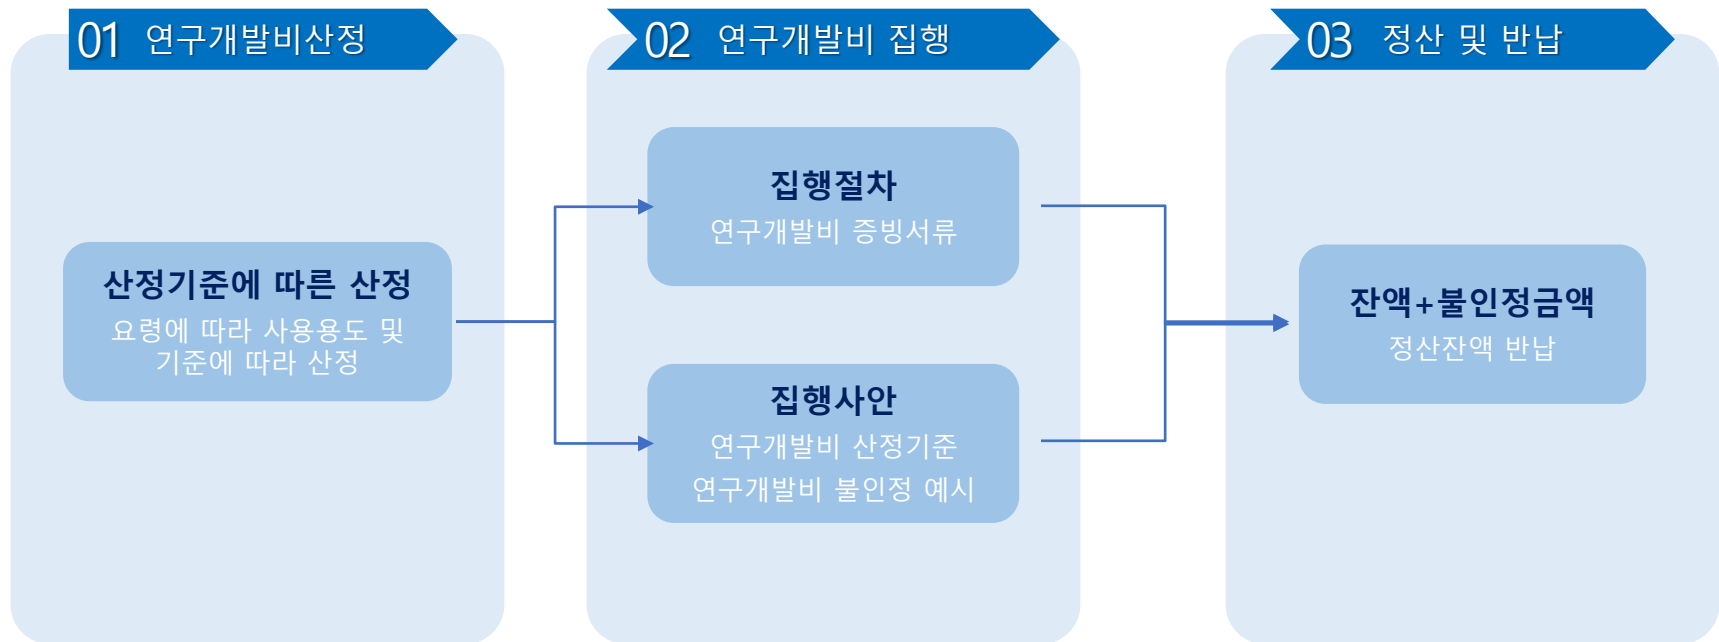 01 연구개발비산정
산정기준에 따른 산정
요령에 따라 사용용도 및
기준에 따라 산정
02 연구개발비 집행
집행절차
연구개발비 증빙서류
집행사안
연구개발비 산정기준
연구개발비 불인정 예시
03 정산 및 반납
잔액+불인정금액
정산잔액 반납